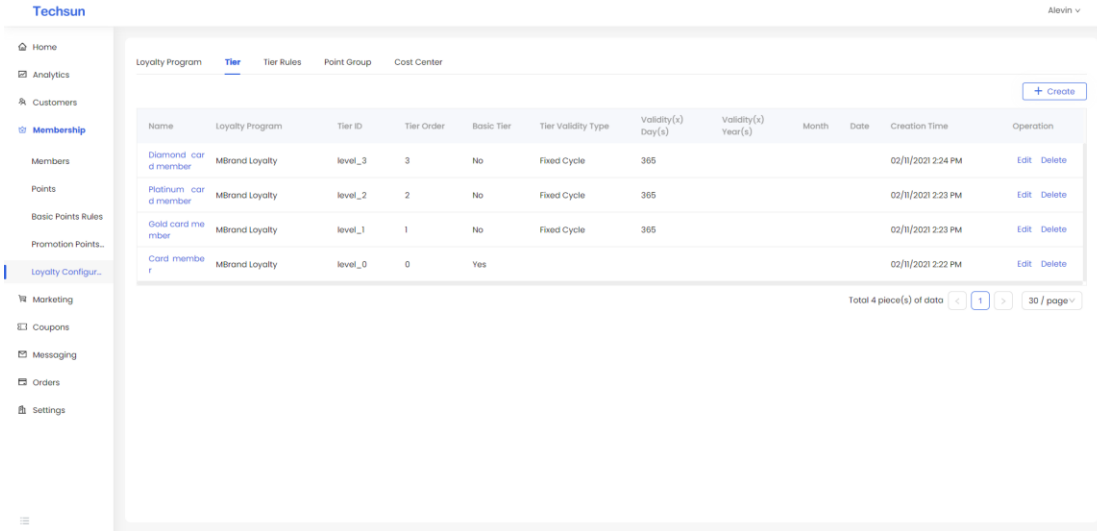 Techsun
Alevin
Home
Analytics
Customers
Membership
Members
Points
Basic Points Rules
Promotion Points...
Loyalty Configur...
Marketing
Coupons
Messaging
Orders
Settings
Loyalty Program Tier Tier Rules Point Group Cost Center
+ Create
Name Loyalty Program Tier ID Tier Order Basic Tier Tier Validity Type Validity(x) Day(s) Validity(x) Year(s) Month Date Creation Time Operation
Diamond car
d member MBrand Loyalty level_3 3 No Fixed Cycle 365 02/11/2021 2:24 PM Edit Delete
Platinum car
d member MBrand Loyalty level_2 2 No Fixed Cycle 365 02/11/2021 2:23 PM Edit Delete
Gold card me
mber MBrand Loyalty level_1 1 No Fixed Cycle 365 02/11/2021 2:23 PM Edit Delete
Card membe
r MBrand Loyalty level_0 0 Yes 02/11/2021 2:22 PM Edit Delete
Total 4 piece(s) of data < 1 > 30 / page